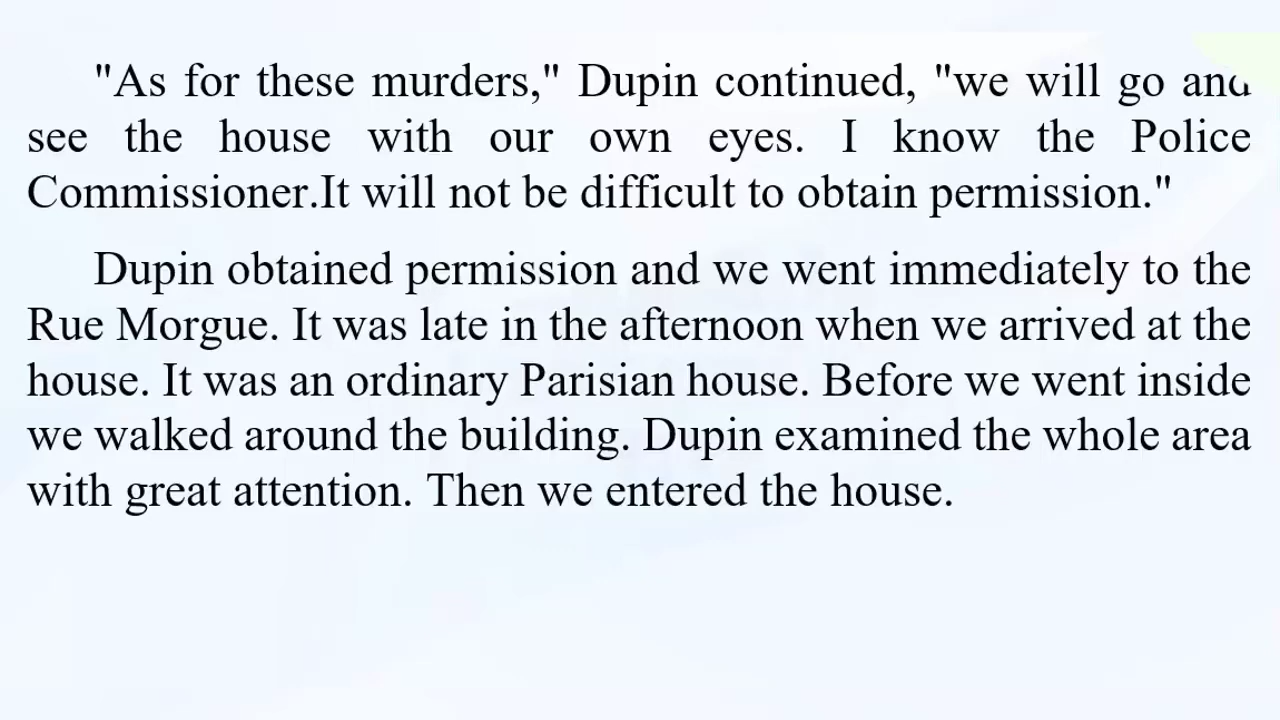 "As for these murders," Dupin continued, "we will go and
see the house with our own eyes. I know the Police
Commissioner.It will not be difficult to obtain permission."
Dupin obtained permission and we went immediately to the
Rue Morgue. It was late in the afternoon when we arrived at the
house. It was an ordinary Parisian house. Before we went inside
we walked around the building. Dupin examined the whole area
with great attention. Then we entered the house.